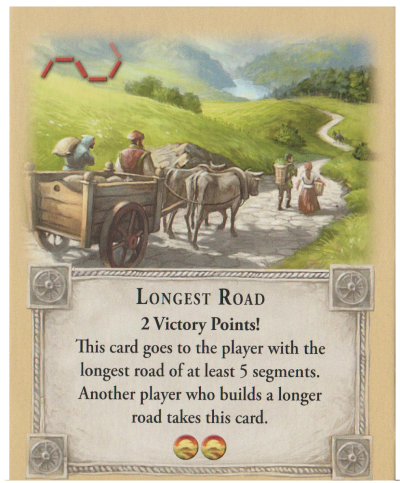 Longest Road
2 Victory Points!
This card goes to the player with the
longest road of at least 5 segments.
Another player who builds a longer
road takes this card.